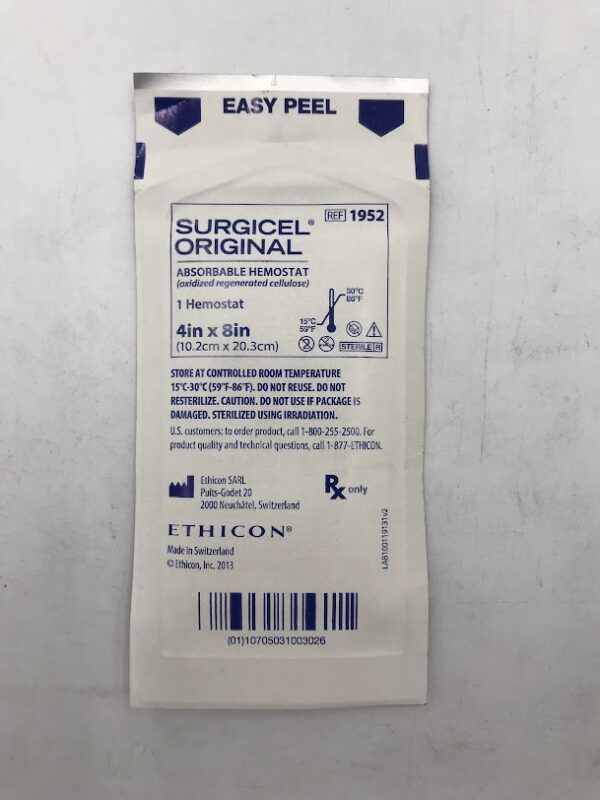 EASY PEEL
SURGICEL®
ORIGINAL
REF 1952
ABSORBABLE HEMOSTAT
(oxidized regenerated cellulose)
1 Hemostat
4in x 8in
(10.2cm x 20.3cm)
30°C
86°F
15°C
59°F
STERILE R
STORE AT CONTROLLED ROOM TEMPERATURE
15°C-30°C (59°F-86°F). DO NOT REUSE. DO NOT
RESTERILIZE. CAUTION. DO NOT USE IF PACKAGE IS
DAMAGED. STERILIZED USING IRRADIATION.
U.S. customers: to order product, call 1-800-255-2500. For
product quality and technical questions, call 1-877-ETHICON.
Ethicon SARL
Puits-Godet 20
2000 Neuchâtel, Switzerland
Rx only
ETHICON®
Made in Switzerland
© Ethicon, Inc. 2013
LAB100119131v2
(01)10705031003026